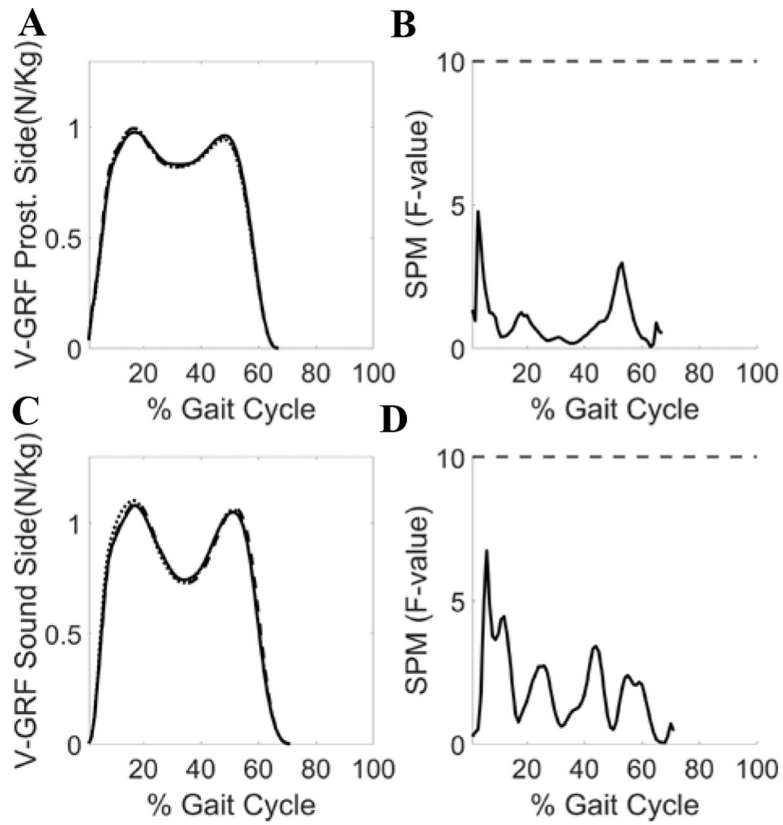 A
V-GRF Prost. Side(N/Kg)
1
0.5
0
20 40 60 80 100
% Gait Cycle
B
SPM (F-value)
10
5
0
20 40 60 80 100
% Gait Cycle
C
V-GRF Sound Side(N/Kg)
1
0.5
0
20 40 60 80 100
% Gait Cycle
D
SPM (F-value)
10
5
0
20 40 60 80 100
% Gait Cycle